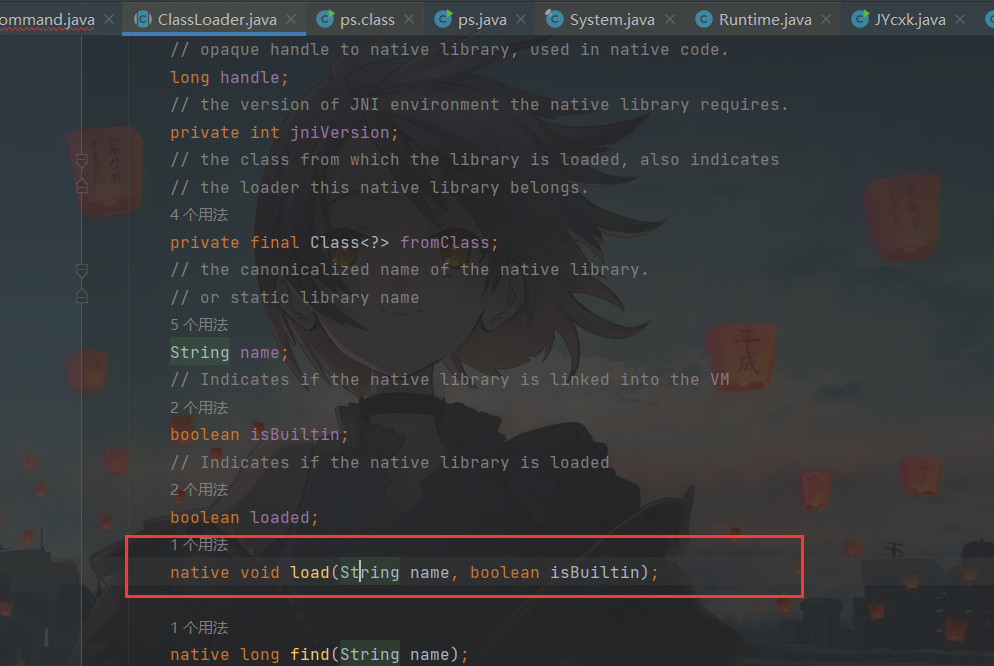 ommand.java × ClassLoader.java × ps.class × ps.java × System.java × Runtime.java × JYcxk.java ×
// opaque handle to native library, used in native code.
long handle;
// the version of JNI environment the native library requires.
private int jniVersion;
// the class from which the library is loaded, also indicates
// the loader this native library belongs.
4 个用法
private final Class<?> fromClass;
// the canonicalized name of the native library.
// or static library name
5 个用法
String name;
// Indicates if the native library is linked into the VM
2 个用法
boolean isBuiltin;
// Indicates if the native library is loaded
2 个用法
boolean loaded;
1 个用法
native void load(String name, boolean isBuiltin);
1 个用法
native long find(String name);
平成